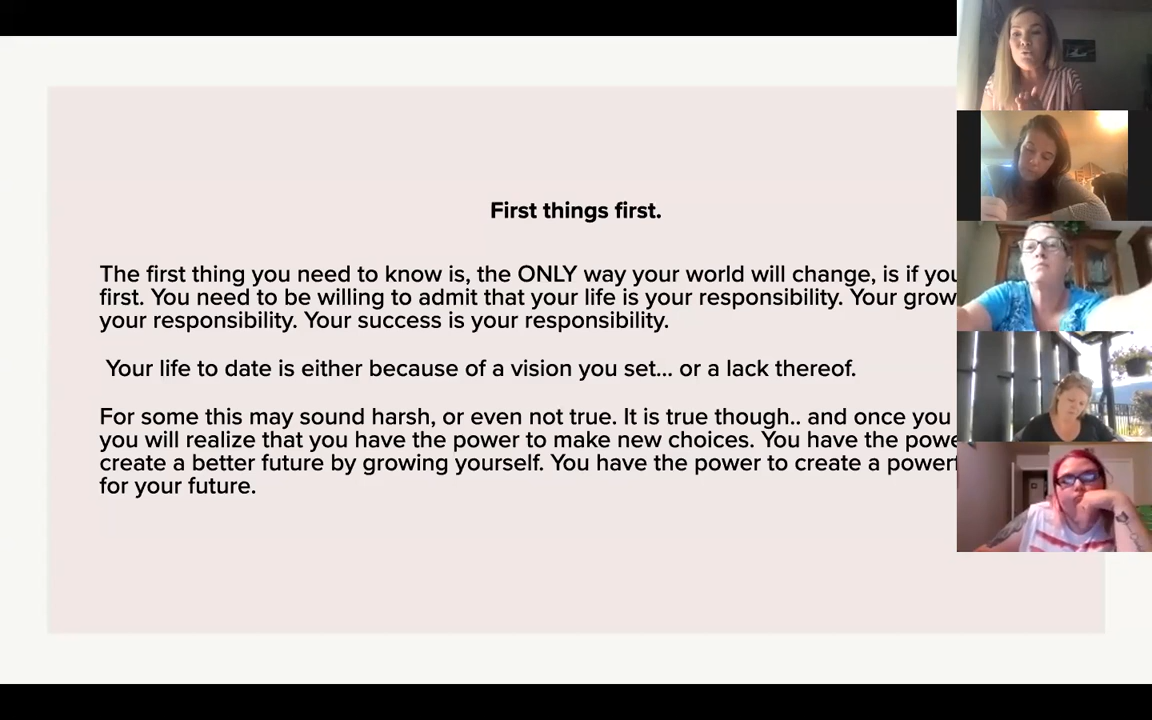 First things first.
The first thing you need to know is, the ONLY way your world will change, is if you
first. You need to be willing to admit that your life is your responsibility. Your
your responsibility. Your success is your responsibility.
Your life to date is either because of a vision you set... or a lack thereof.
For some this may sound harsh, or even not true. It is true though.. and once you
you will realize that you have the power to make new choices. You have the
create a better future by growing yourself. You have the power to create a
for your future.